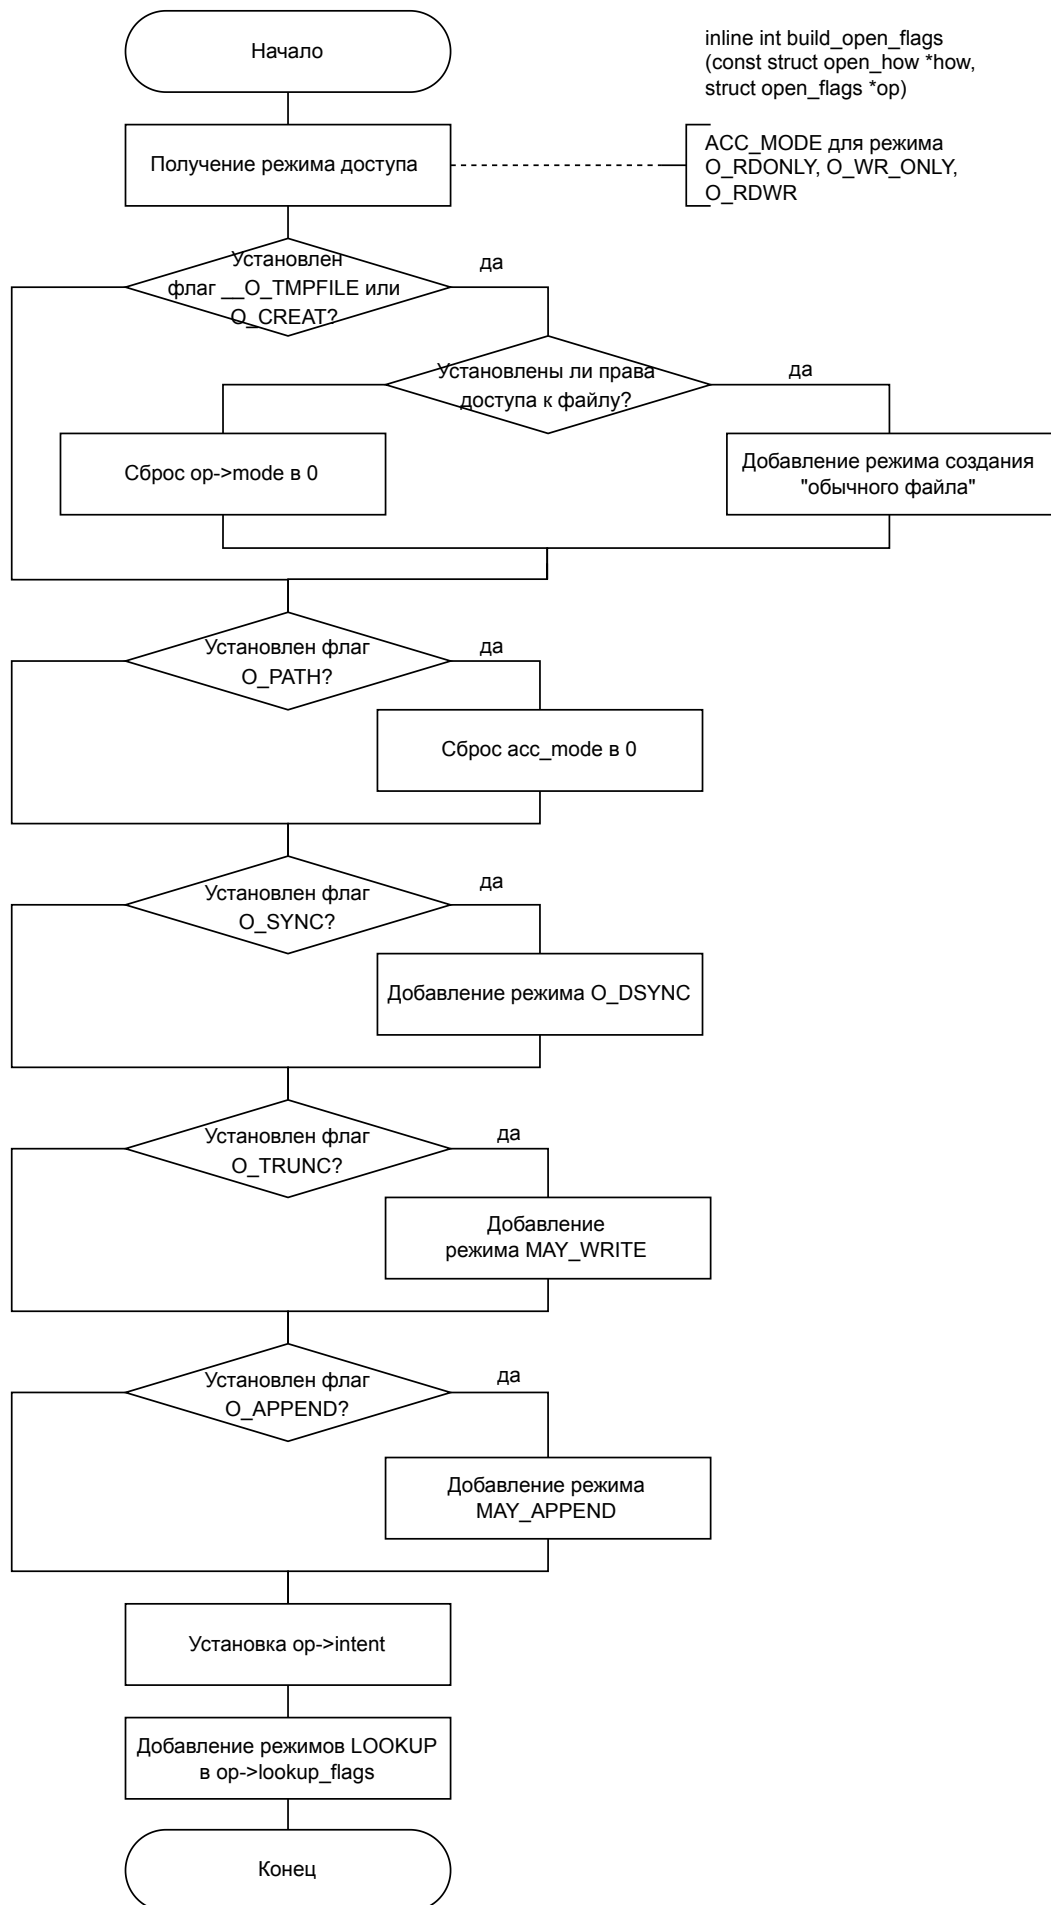 Начало
inline int build_open_flags
(const struct open_how *how,
struct open_flags *op)
Получение режима доступа
ACC_MODE для режима
O_RDONLY, O_WR_ONLY,
O_RDWR
Установлен
флаг __O_TMPFILE или
O_CREAT?
да
Установлены ли права
доступа к файлу?
да
Сброс op->mode в 0
Добавление режима создания
"обычного файла"
Установлен флаг
O_PATH?
да
Сброс acc_mode в 0
Установлен флаг
O_SYNC?
да
Добавление режима O_DSYNC
Установлен флаг
O_TRUNC?
да
Добавление
режима MAY_WRITE
Установлен флаг
O_APPEND?
да
Добавление режима
MAY_APPEND
Установка op->intent
Добавление режимов LOOKUP
в op->lookup_flags
Конец